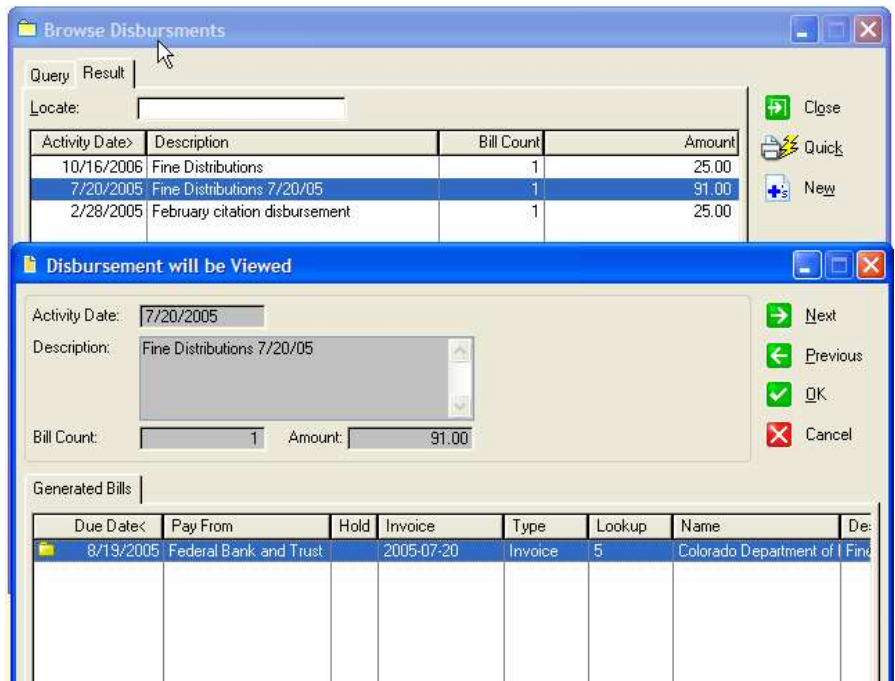 Browse Disbursments
Query Result
Locate:
Close
Activity Date> Description Bill Count Amount
Quick
10/16/2006 Fine Distributions 1 25.00
7/20/2005 Fine Distributions 7/20/05 1 91.00
New
2/28/2005 February citation disbursement 1 25.00
Disbursement will be Viewed
Activity Date: 7/20/2005
Next
Description: Fine Distributions 7/20/05
Previous
OK
Bill Count: 1 Amount: 91.00
Cancel
Generated Bills
Due Date< Pay From Hold Invoice Type Lookup Name De
8/19/2005 Federal Bank and Trust 2005-07-20 Invoice 5 Colorado Department of Fine